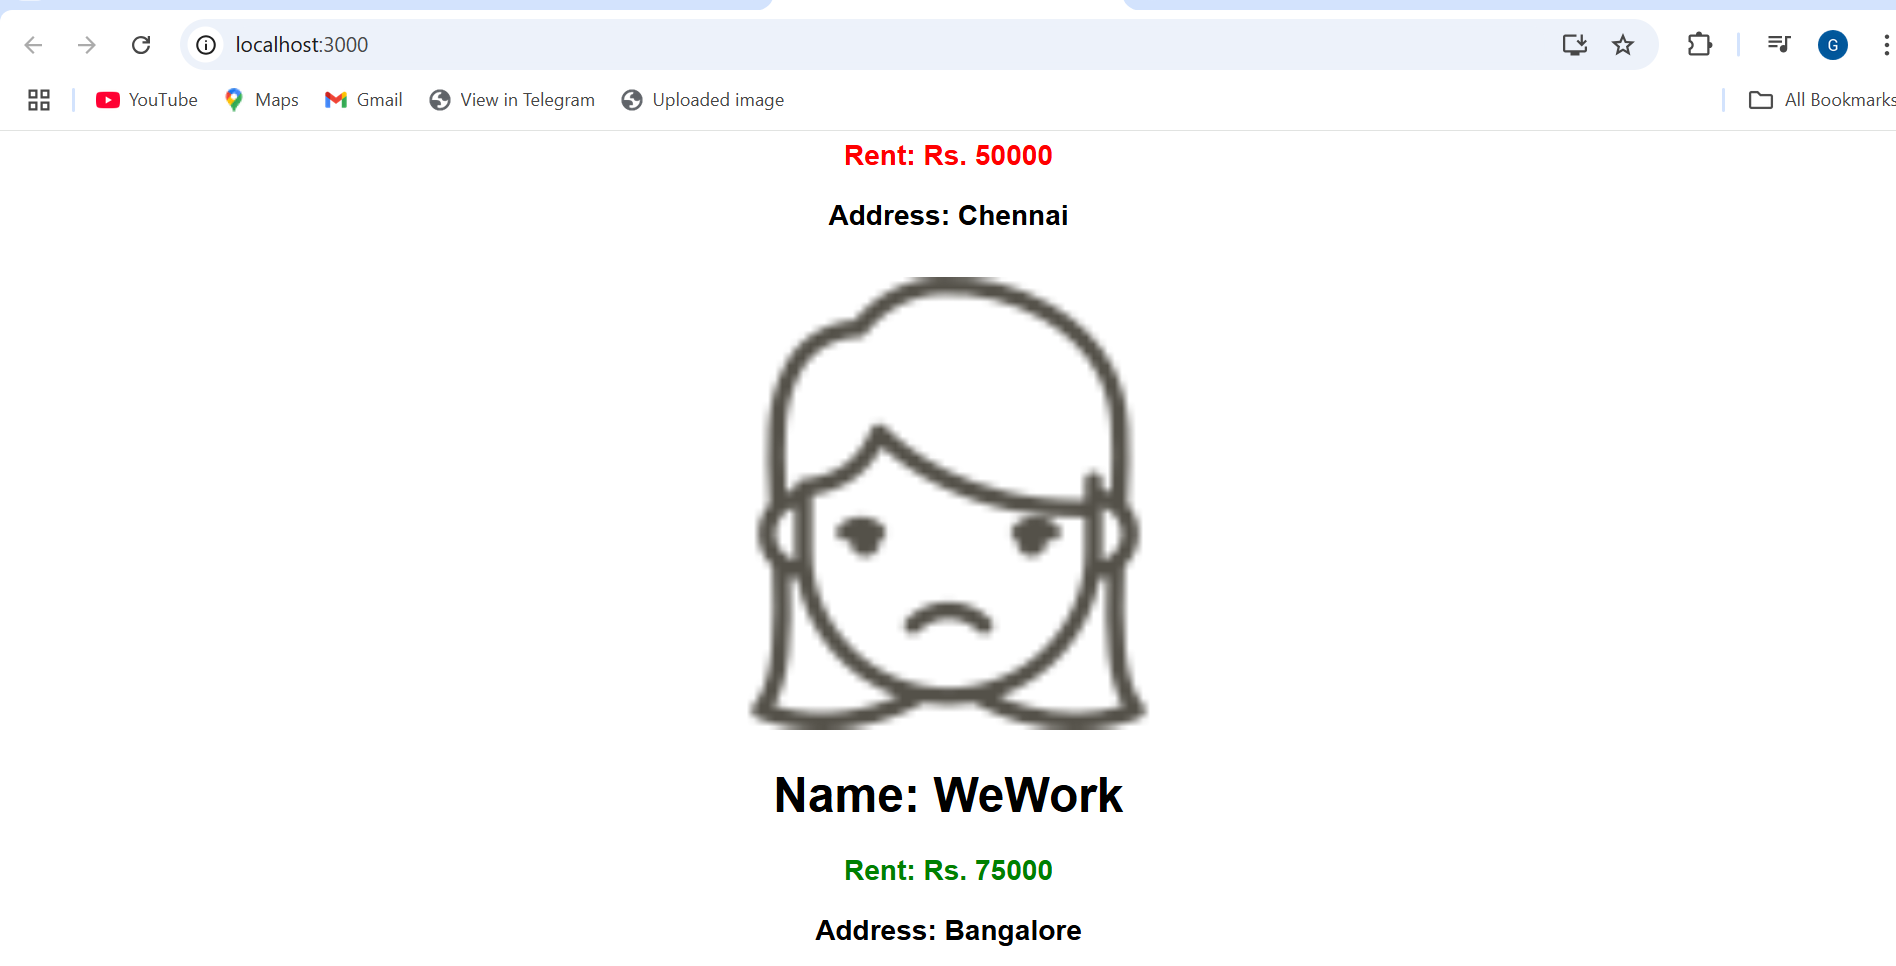 localhost:3000
YouTube Maps Gmail View in Telegram Uploaded image All Bookmarks
G
Rent: Rs. 50000
Address: Chennai
Name: WeWork
Rent: Rs. 75000
Address: Bangalore